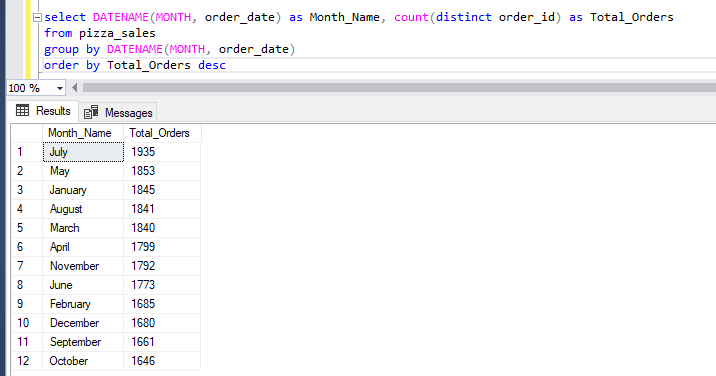 select DATENAME(MONTH, order_date) as Month_Name, count(distinct order_id) as Total_Orders
from pizza_sales
group by DATENAME(MONTH, order_date)
order by Total_Orders desc
100 %
Results Messages
Month_Name Total_Orders
1 July 1935
2 May 1853
3 January 1845
4 August 1841
5 March 1840
6 April 1799
7 November 1792
8 June 1773
9 February 1685
10 December 1680
11 September 1661
12 October 1646